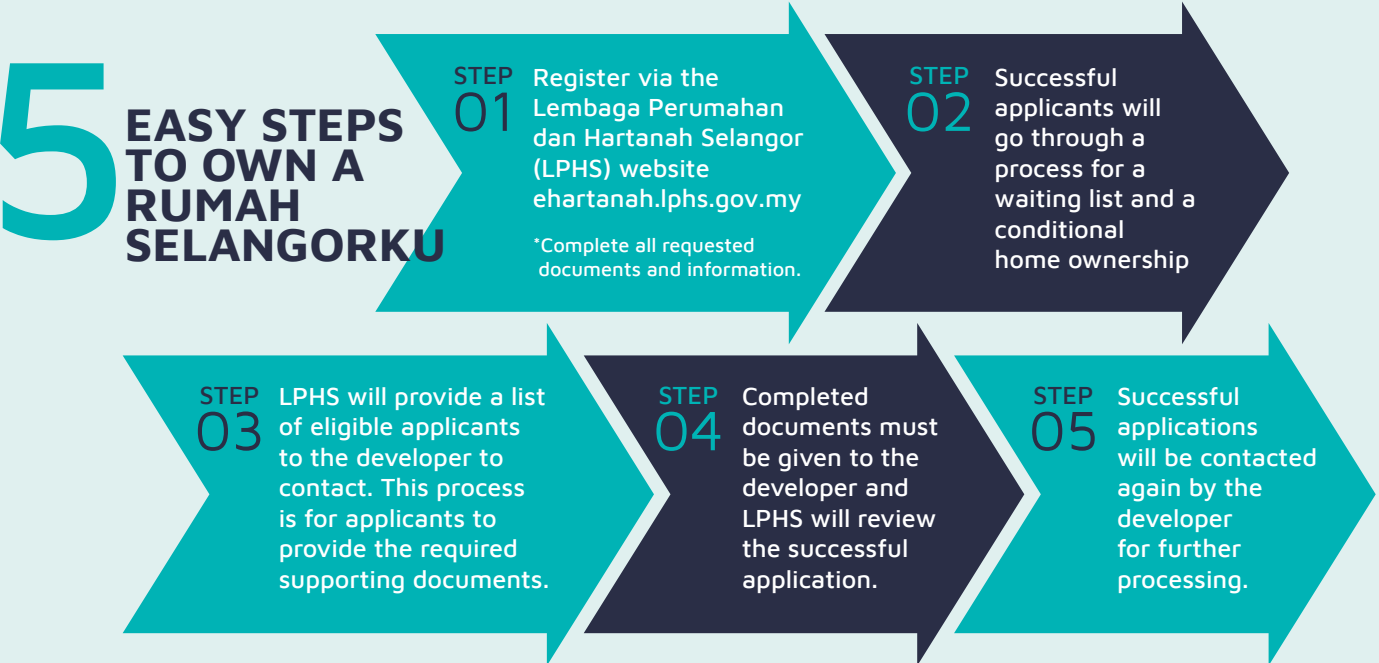 5
EASY STEPS
TO OWN A
RUMAH
SELANGORKU
STEP
01
Register via the
Lembaga Perumahan
dan Hartanah Selangor
(LPHS) website
ehartanah.lphs.gov.my
*Complete all requested
documents and information.
STEP
02
Successful
applicants will
go through a
process for a
waiting list and a
conditional
home ownership
STEP
03
LPHS will provide a list
of eligible applicants
to the developer to
contact. This process
is for applicants to
provide the required
supporting documents.
STEP
04
Completed
documents must
be given to the
developer and
LPHS will review
the successful
application.
STEP
05
Successful
applications
will be contacted
again by the
developer
for further
processing.